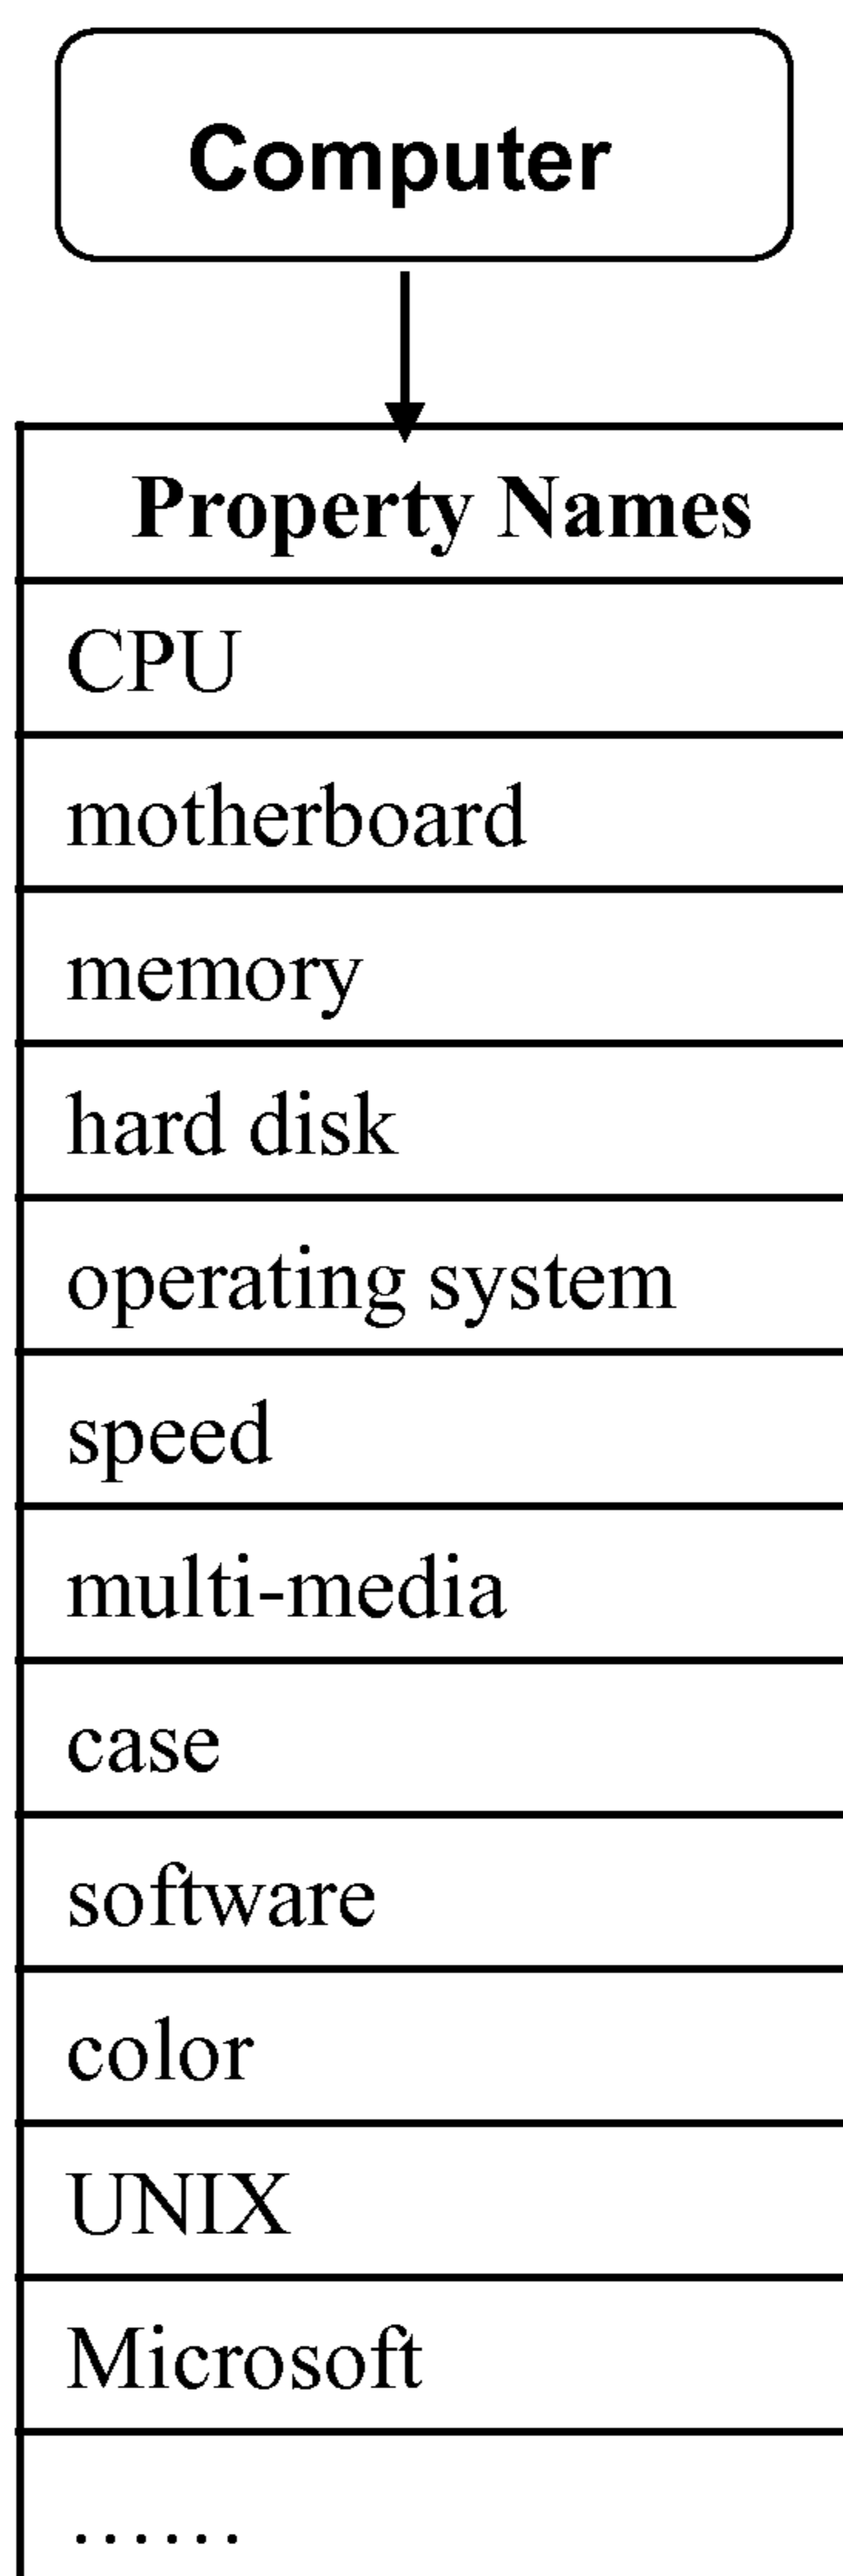 Computer
Property Names
CPU
motherboard
memory
hard disk
operating system
speed
multi-media
case
software
color
UNIX
Microsoft
……